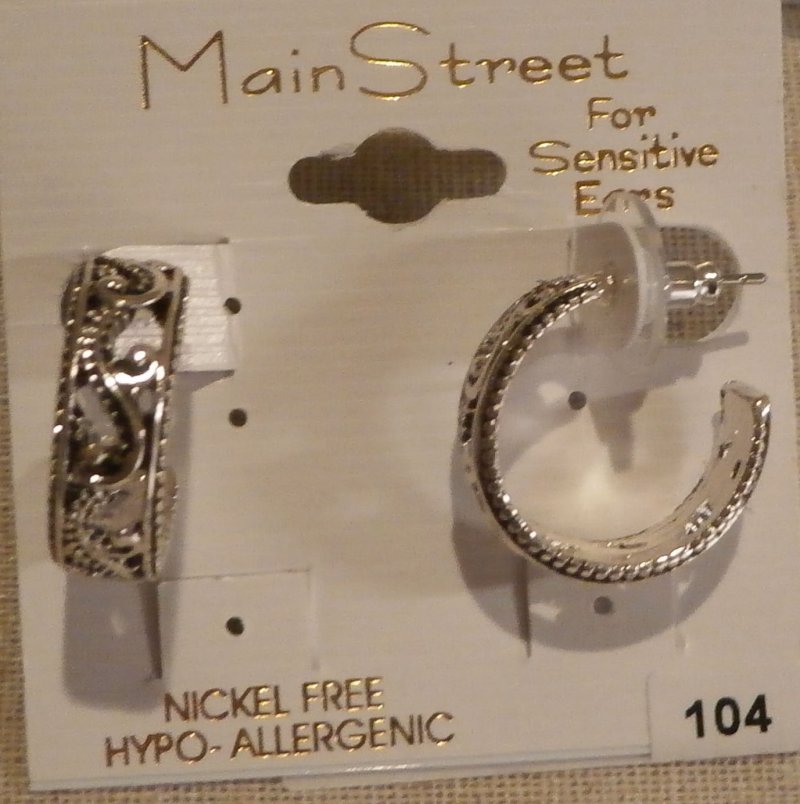 MainStreet
For
Sensitive
Ears
NICKEL FREE
HYPO-ALLERGENIC
104